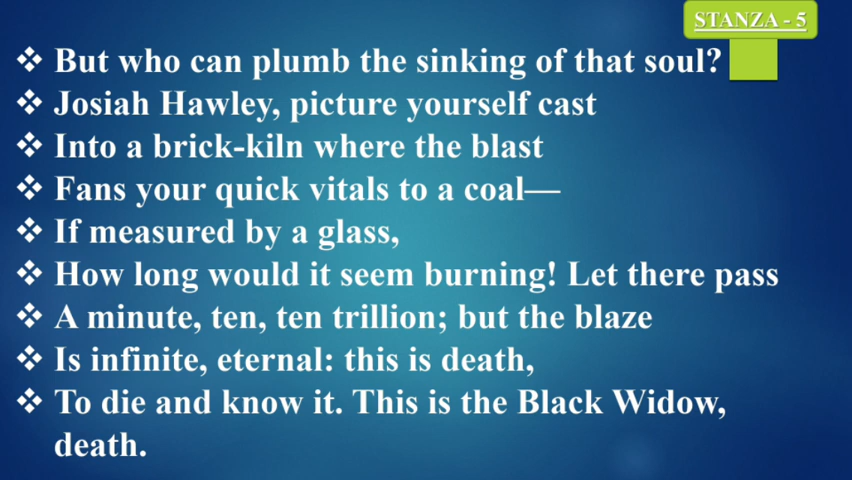 STANZA - 5
❖ But who can plumb the sinking of that soul?
❖ Josiah Hawley, picture yourself cast
❖ Into a brick-kiln where the blast
❖ Fans your quick vitals to a coal—
❖ If measured by a glass,
❖ How long would it seem burning! Let there pass
❖ A minute, ten, ten trillion; but the blaze
❖ Is infinite, eternal: this is death,
❖ To die and know it. This is the Black Widow,
death.